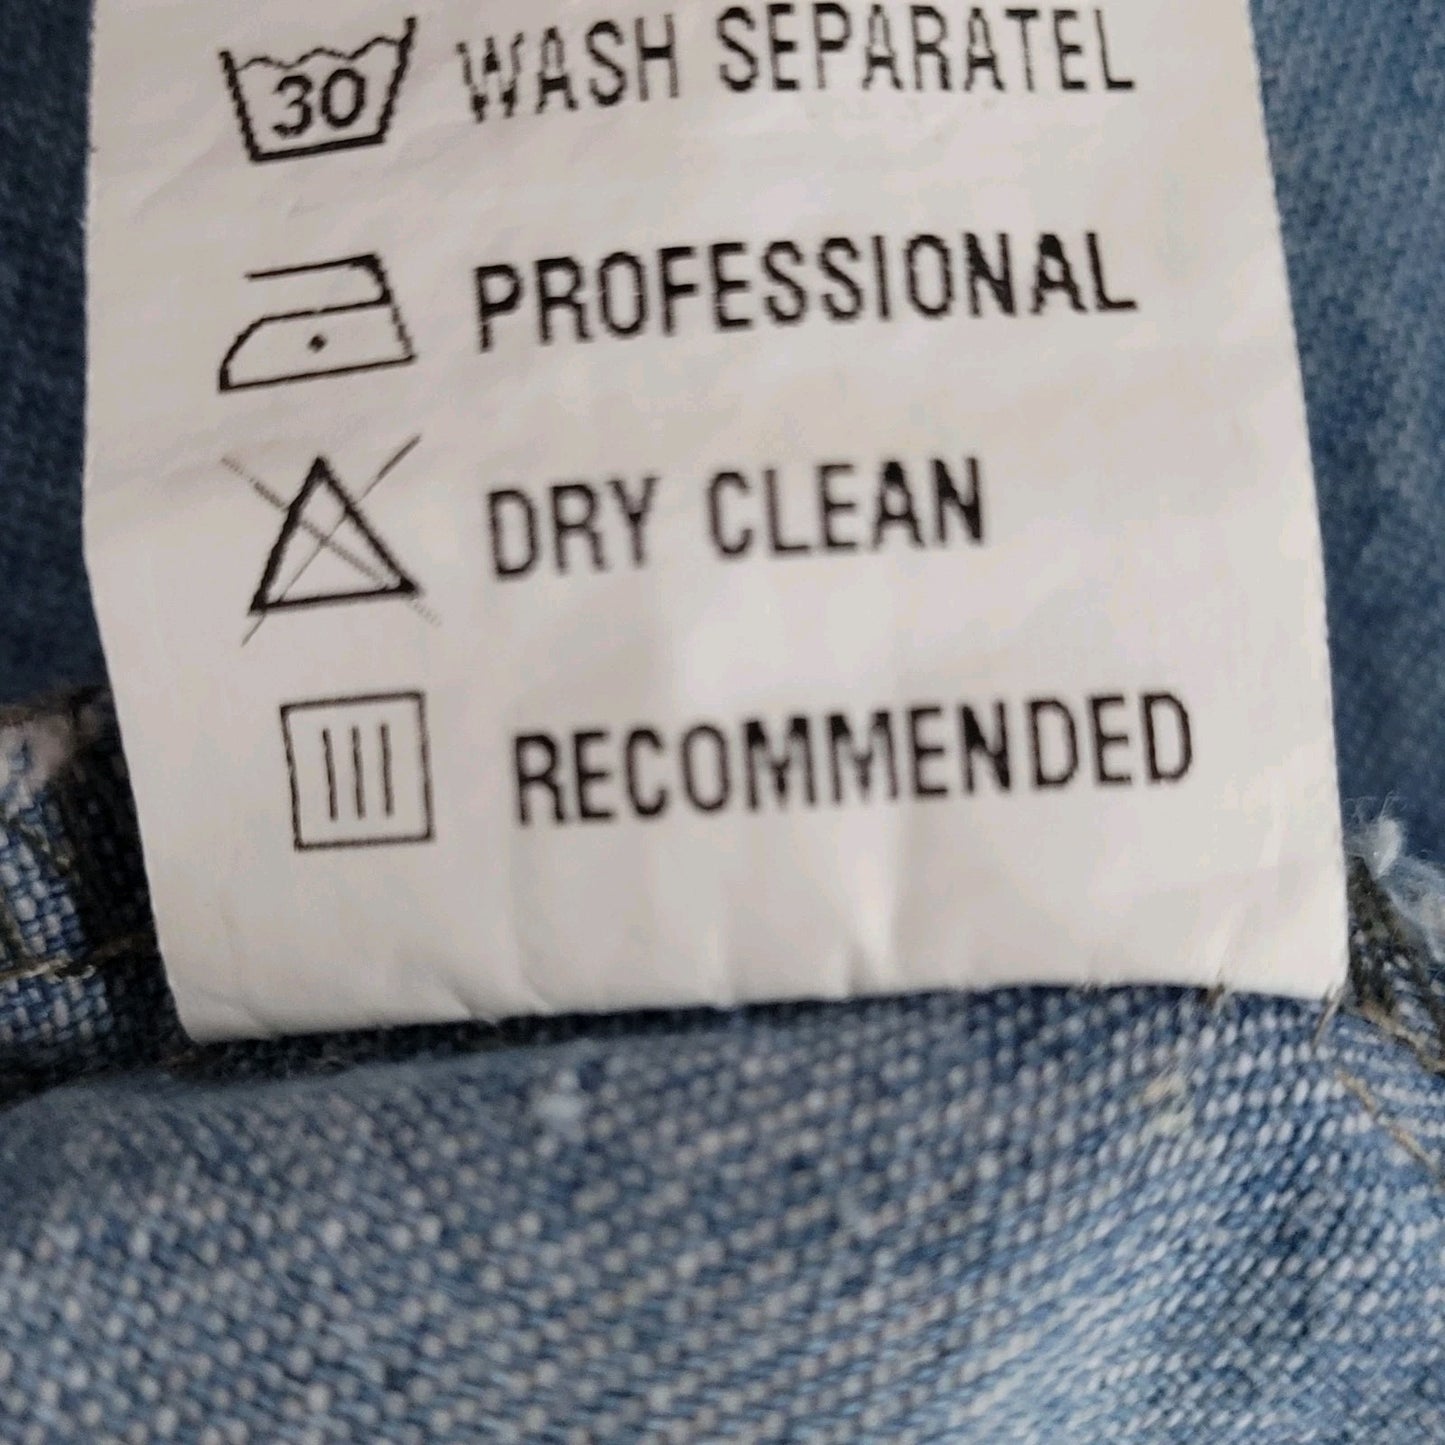 30 WASH SEPARATEL
PROFESSIONAL
DRY CLEAN
RECOMMENDED